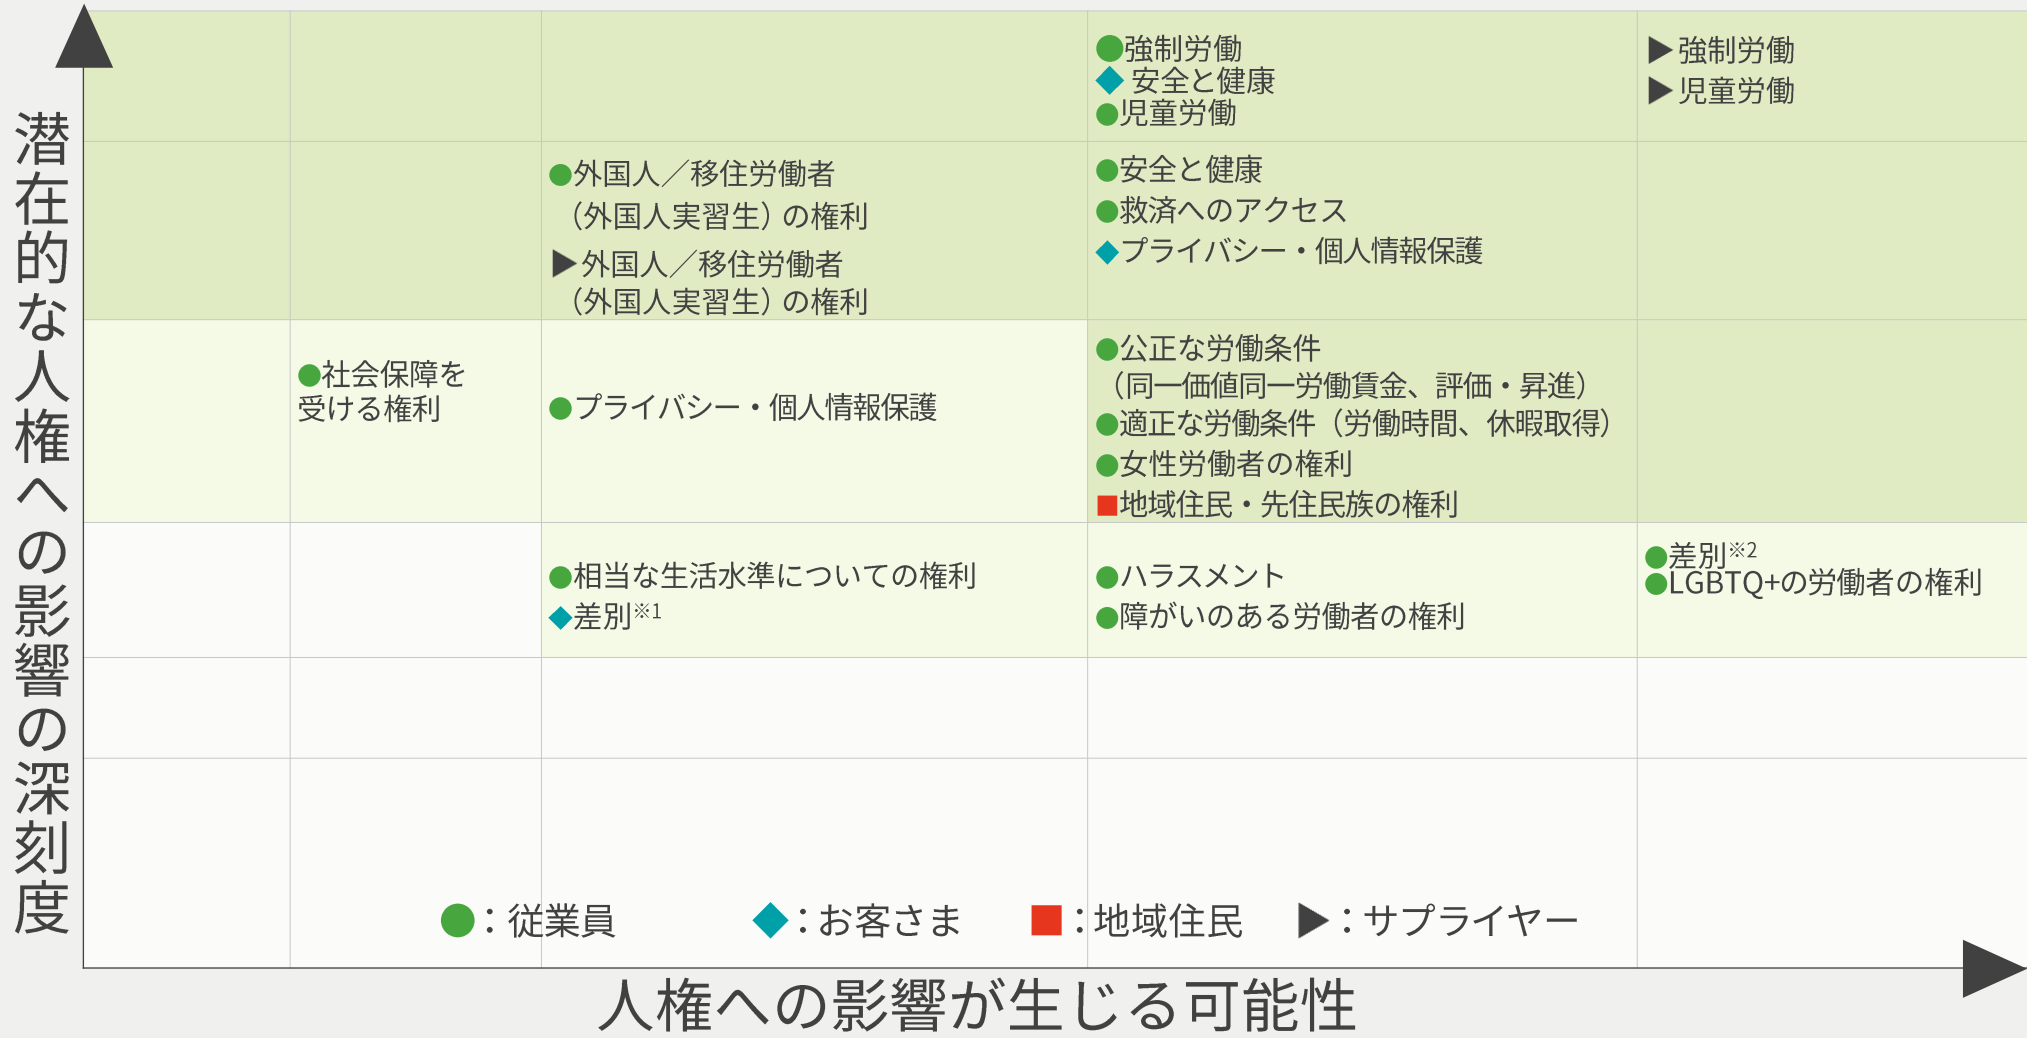 潜在的な人権への影響の深刻度
●強制労働
◆ 安全と健康
●児童労働
▶強制労働
▶児童労働
●外国人／移住労働者
（外国人実習生）の権利
▶外国人／移住労働者
（外国人実習生）の権利
●安全と健康
●救済へのアクセス
◆プライバシー・個人情報保護
●社会保障を
受ける権利
●プライバシー・個人情報保護
●公正な労働条件
（同一価値同一労働賃金、評価・昇進）
●適正な労働条件（労働時間、休暇取得）
●女性労働者の権利
■地域住民・先住民族の権利
●相当な生活水準についての権利
◆差別※1
●ハラスメント
●障がいのある労働者の権利
●差別※2
●LGBTQ+の労働者の権利
●：従業員 ◆：お客さま ■：地域住民 ▶：サプライヤー
人権への影響が生じる可能性